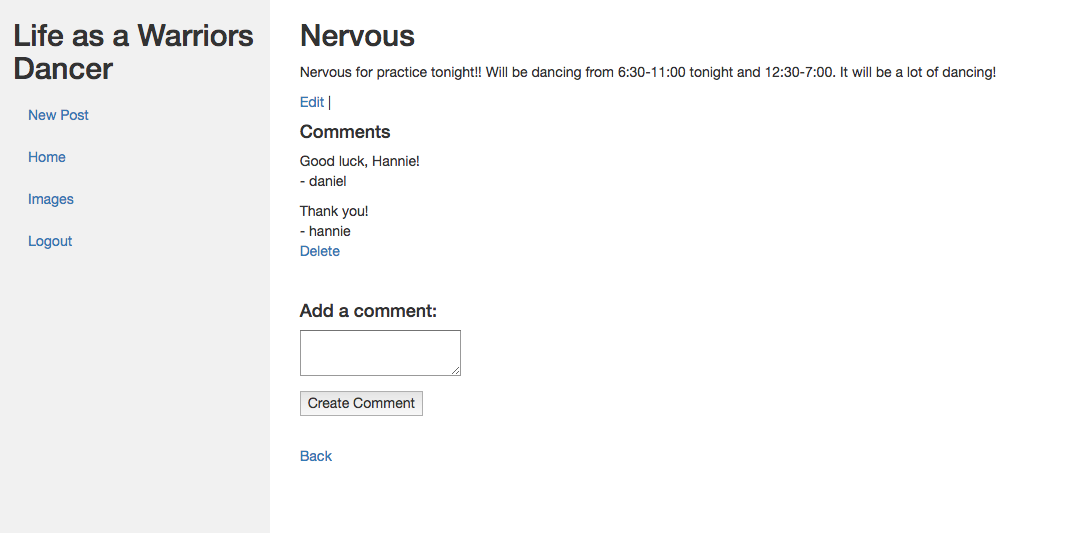 Life as a Warriors
Dancer
New Post
Home
Images
Logout
Nervous
Nervous for practice tonight!! Will be dancing from 6:30-11:00 tonight and 12:30-7:00. It will be a lot of dancing!
Edit |
Comments
Good luck, Hannie!
- daniel
Thank you!
- hannie
Delete
Add a comment:
Create Comment
Back